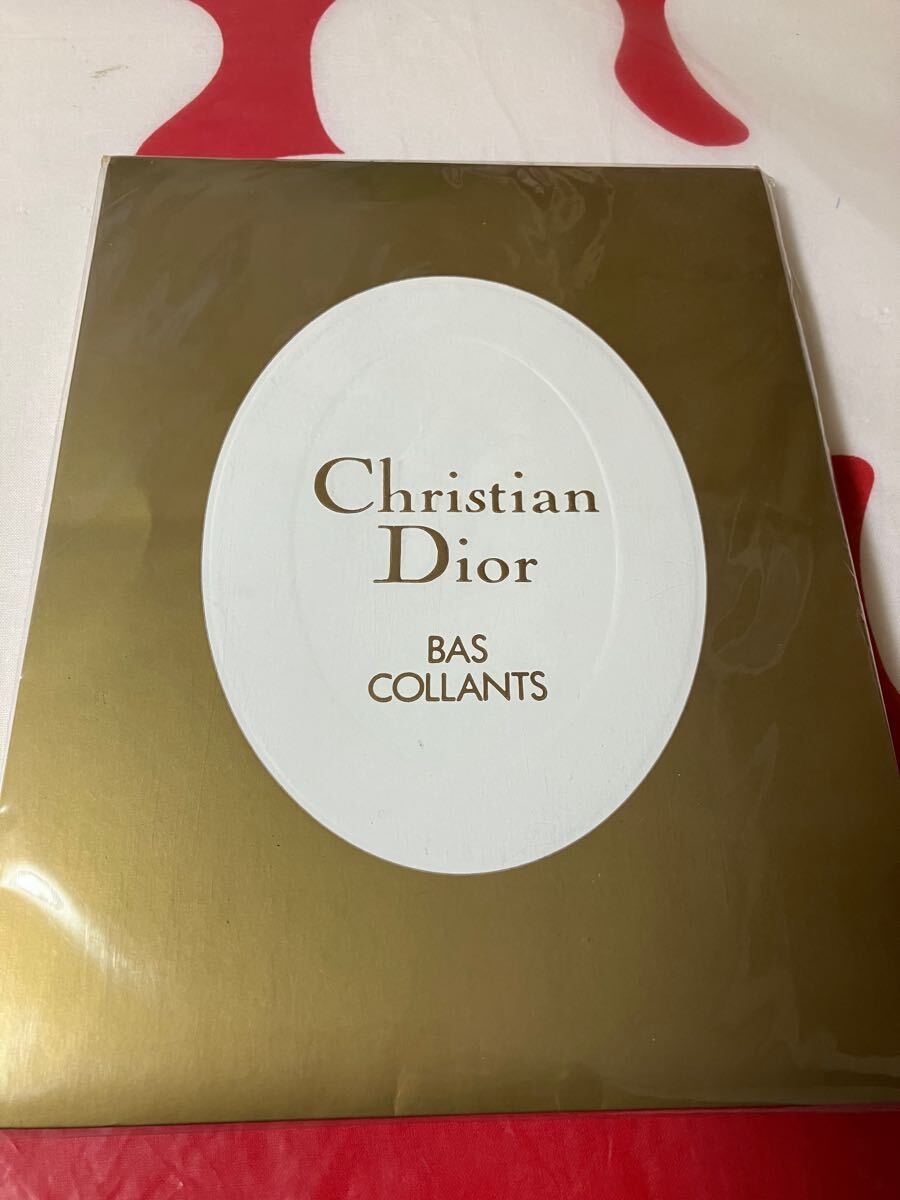 Christian
Dior
BAS
COLLANTS